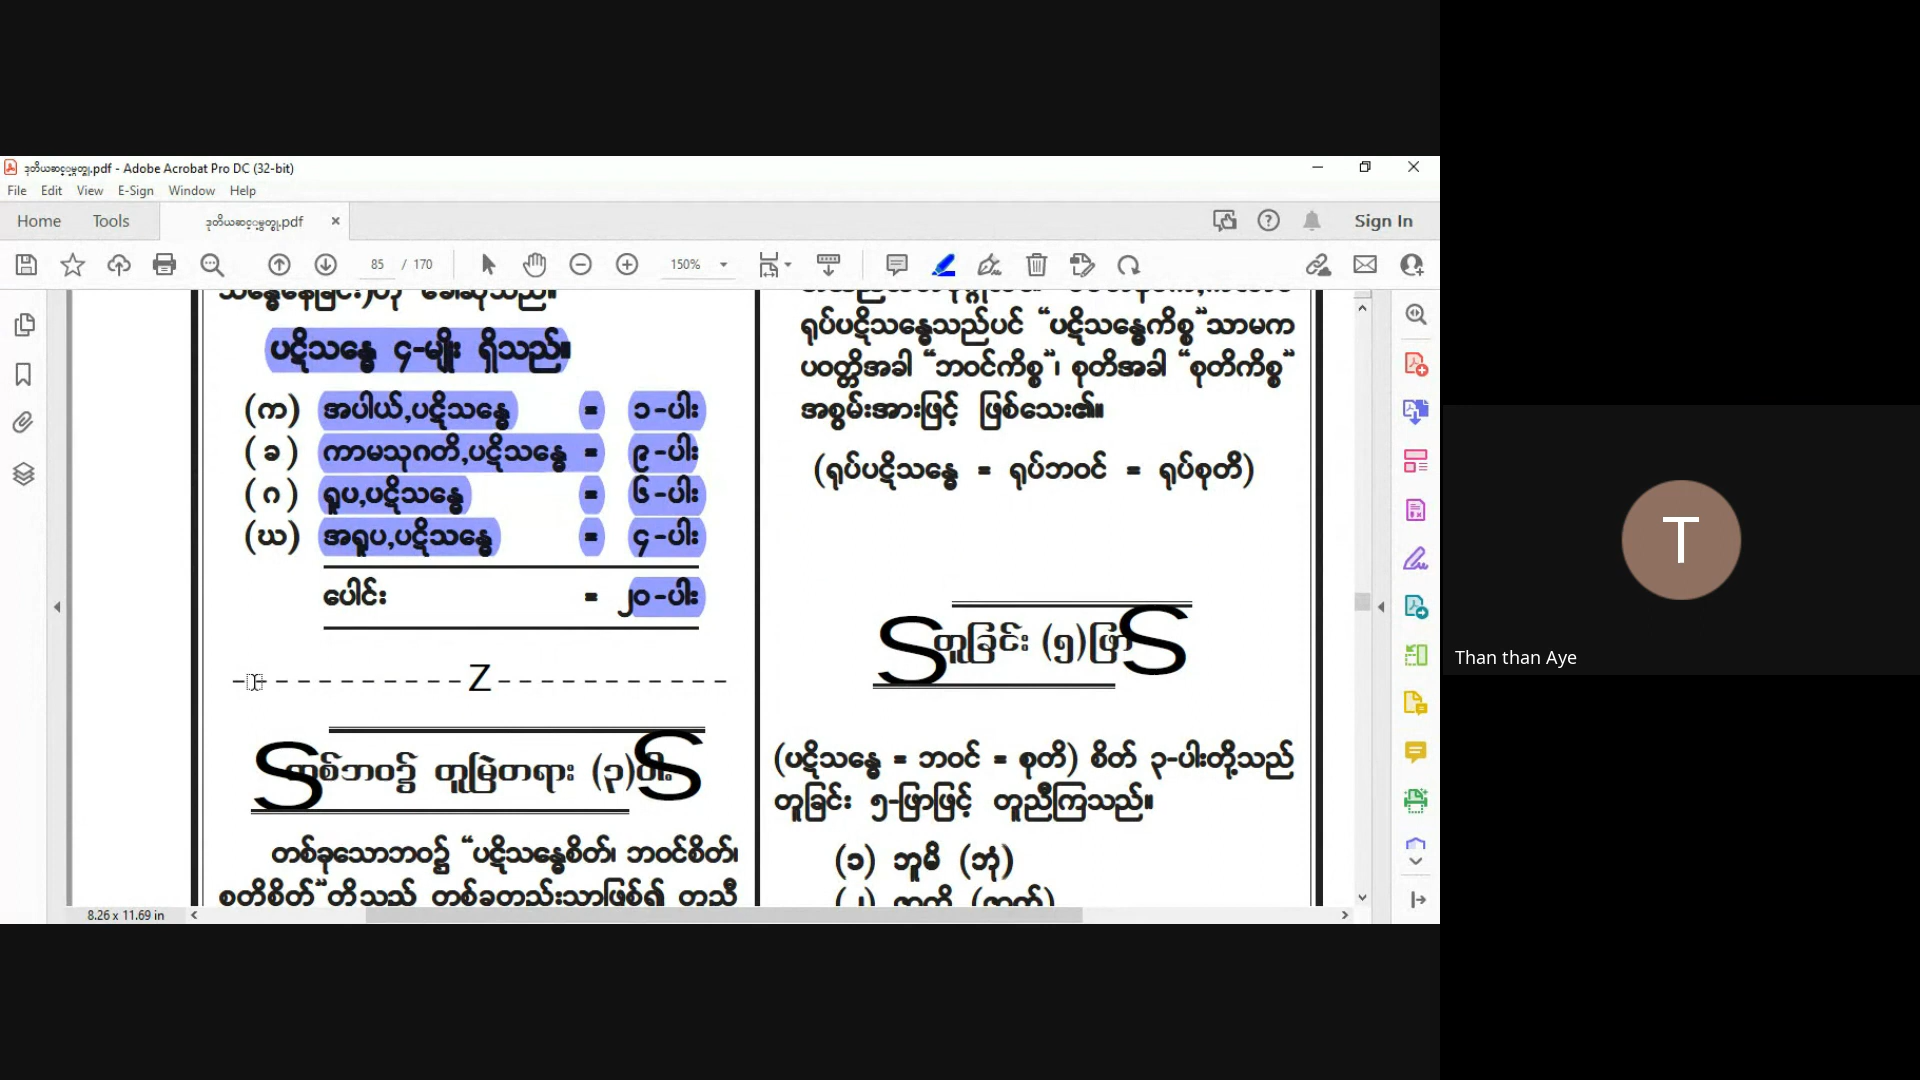 ဒုတိယဆင့်မှတ်စု.pdf - Adobe Acrobat Pro DC (32-bit)
File Edit View E-Sign Window Help
Home Tools
.pdf ×
Sign In
85 / 170
150%
ပဋိသန္ဓေ ၄-မျိုး ရှိသည်။
(က) အပါယ်,ပဋိသန္ဓေ = ၁-ပါး
(ခ) ကာမသုဂတိ,ပဋိသန္ဓေ = ၉-ပါး
(ဂ) ရူပ,ပဋိသန္ဓေ = ၆-ပါး
(ဃ) အရူပ,ပဋိသန္ဓေ = ၄-ပါး
ပေါင်း = ၂၀-ပါး
Z
S တစ်ဘဝ၌ တူမြဲတရား (၃)ပါး S
တစ်ခုသောဘဝ၌ “ပဋိသန္ဓေစိတ်၊ ဘဝင်စိတ်၊
စုတိစိတ်”တို့သည် တစ်ခုတည်းသာဖြစ်၍ တူညီ
ရုပ်ပဋိသန္ဓေသည်ပင် “ပဋိသန္ဓေကိစ္စ”သာမက
ပဝတ္တိအခါ “ဘဝင်ကိစ္စ”၊ စုတိအခါ “စုတိကိစ္စ”
အစွမ်းအားဖြင့် ဖြစ်သေး၏။
(ရုပ်ပဋိသန္ဓေ = ရုပ်ဘဝင် = ရုပ်စုတိ)
S တူခြင်း (၅)ဖြာ S
(ပဋိသန္ဓေ = ဘဝင် = စုတိ) စိတ် ၃-ပါးတို့သည်
တူခြင်း ၅-ဖြာဖြင့် တူညီကြသည်။
(၁) ဘူမိ (ဘုံ)
(၂) ဇာတိ (ဇာတ်)
8.26 x 11.69 in
T
Than than Aye